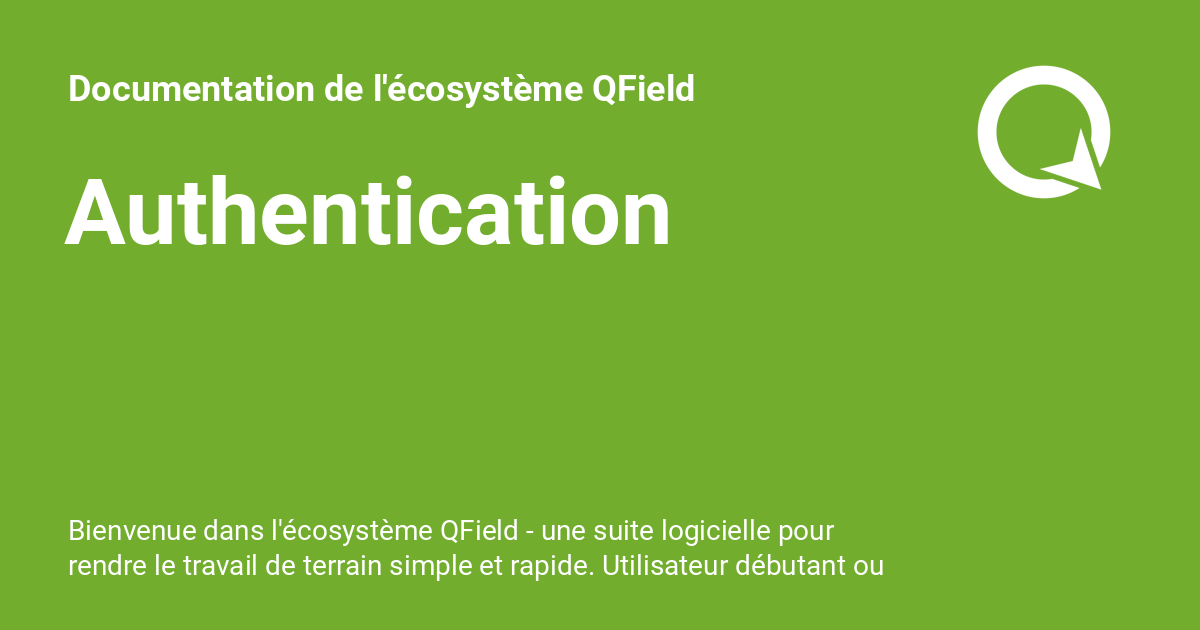 Documentation de l'écosystème QField
Authentication
Bienvenue dans l'écosystème QField - une suite logicielle pour
rendre le travail de terrain simple et rapide. Utilisateur débutant ou